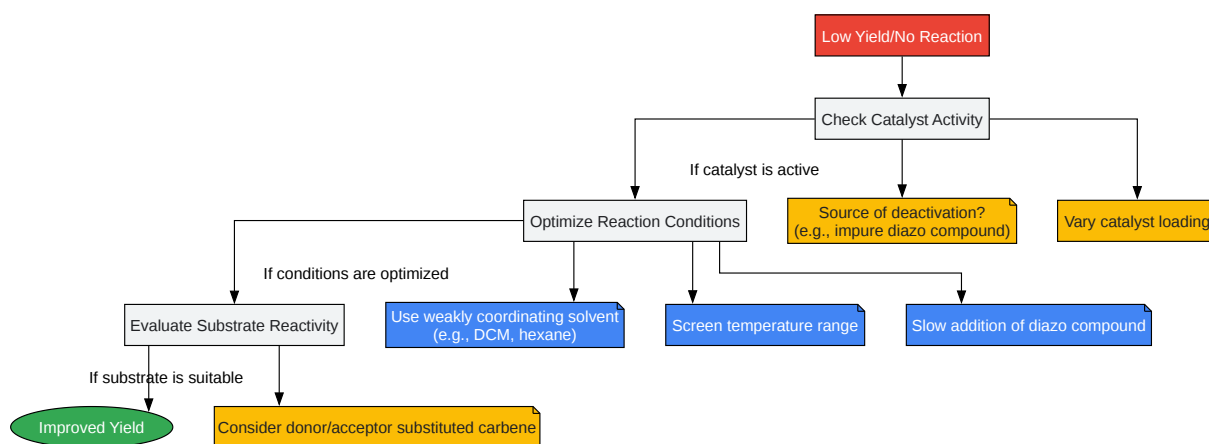 Low Yield/No Reaction
Check Catalyst Activity
If catalyst is active
Optimize Reaction Conditions
Source of deactivation?
(e.g., impure diazo compound)
Vary catalyst loading
If conditions are optimized
Evaluate Substrate Reactivity
Use weakly coordinating solvent
(e.g., DCM, hexane)
Screen temperature range
Slow addition of diazo compound
If substrate is suitable
Improved Yield
Consider donor/acceptor substituted carbene